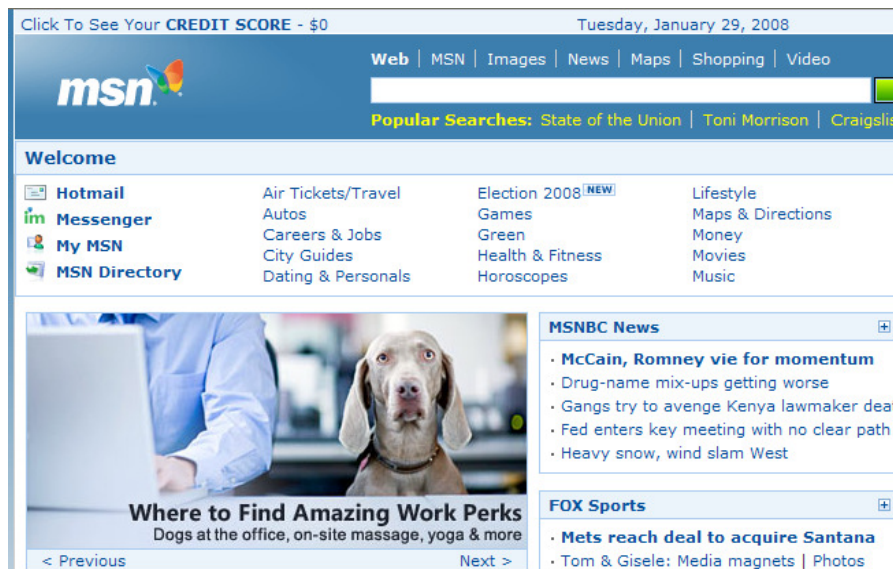 Click To See Your CREDIT SCORE - $0
Tuesday, January 29, 2008
msn
Web | MSN | Images | News | Maps | Shopping | Video
Popular Searches: State of the Union | Toni Morrison |
Welcome
Hotmail
im Messenger
My MSN
MSN Directory
Air Tickets/Travel
Autos
Careers & Jobs
City Guides
Dating & Personals
Election 2008 NEW
Games
Green
Health & Fitness
Horoscopes
Lifestyle
Maps & Directions
Money
Movies
Music
Where to Find Amazing Work Perks
Dogs at the office, on-site massage, yoga & more
< Previous
Next >
MSNBC News
· McCain, Romney vie for momentum
· Drug-name mix-ups getting worse
· Gangs try to avenge Kenya lawmaker
· Fed enters key meeting with no clear path
· Heavy snow, wind slam West
FOX Sports
· Mets reach deal to acquire Santana
· Tom & Gisele: Media magnets | Photos